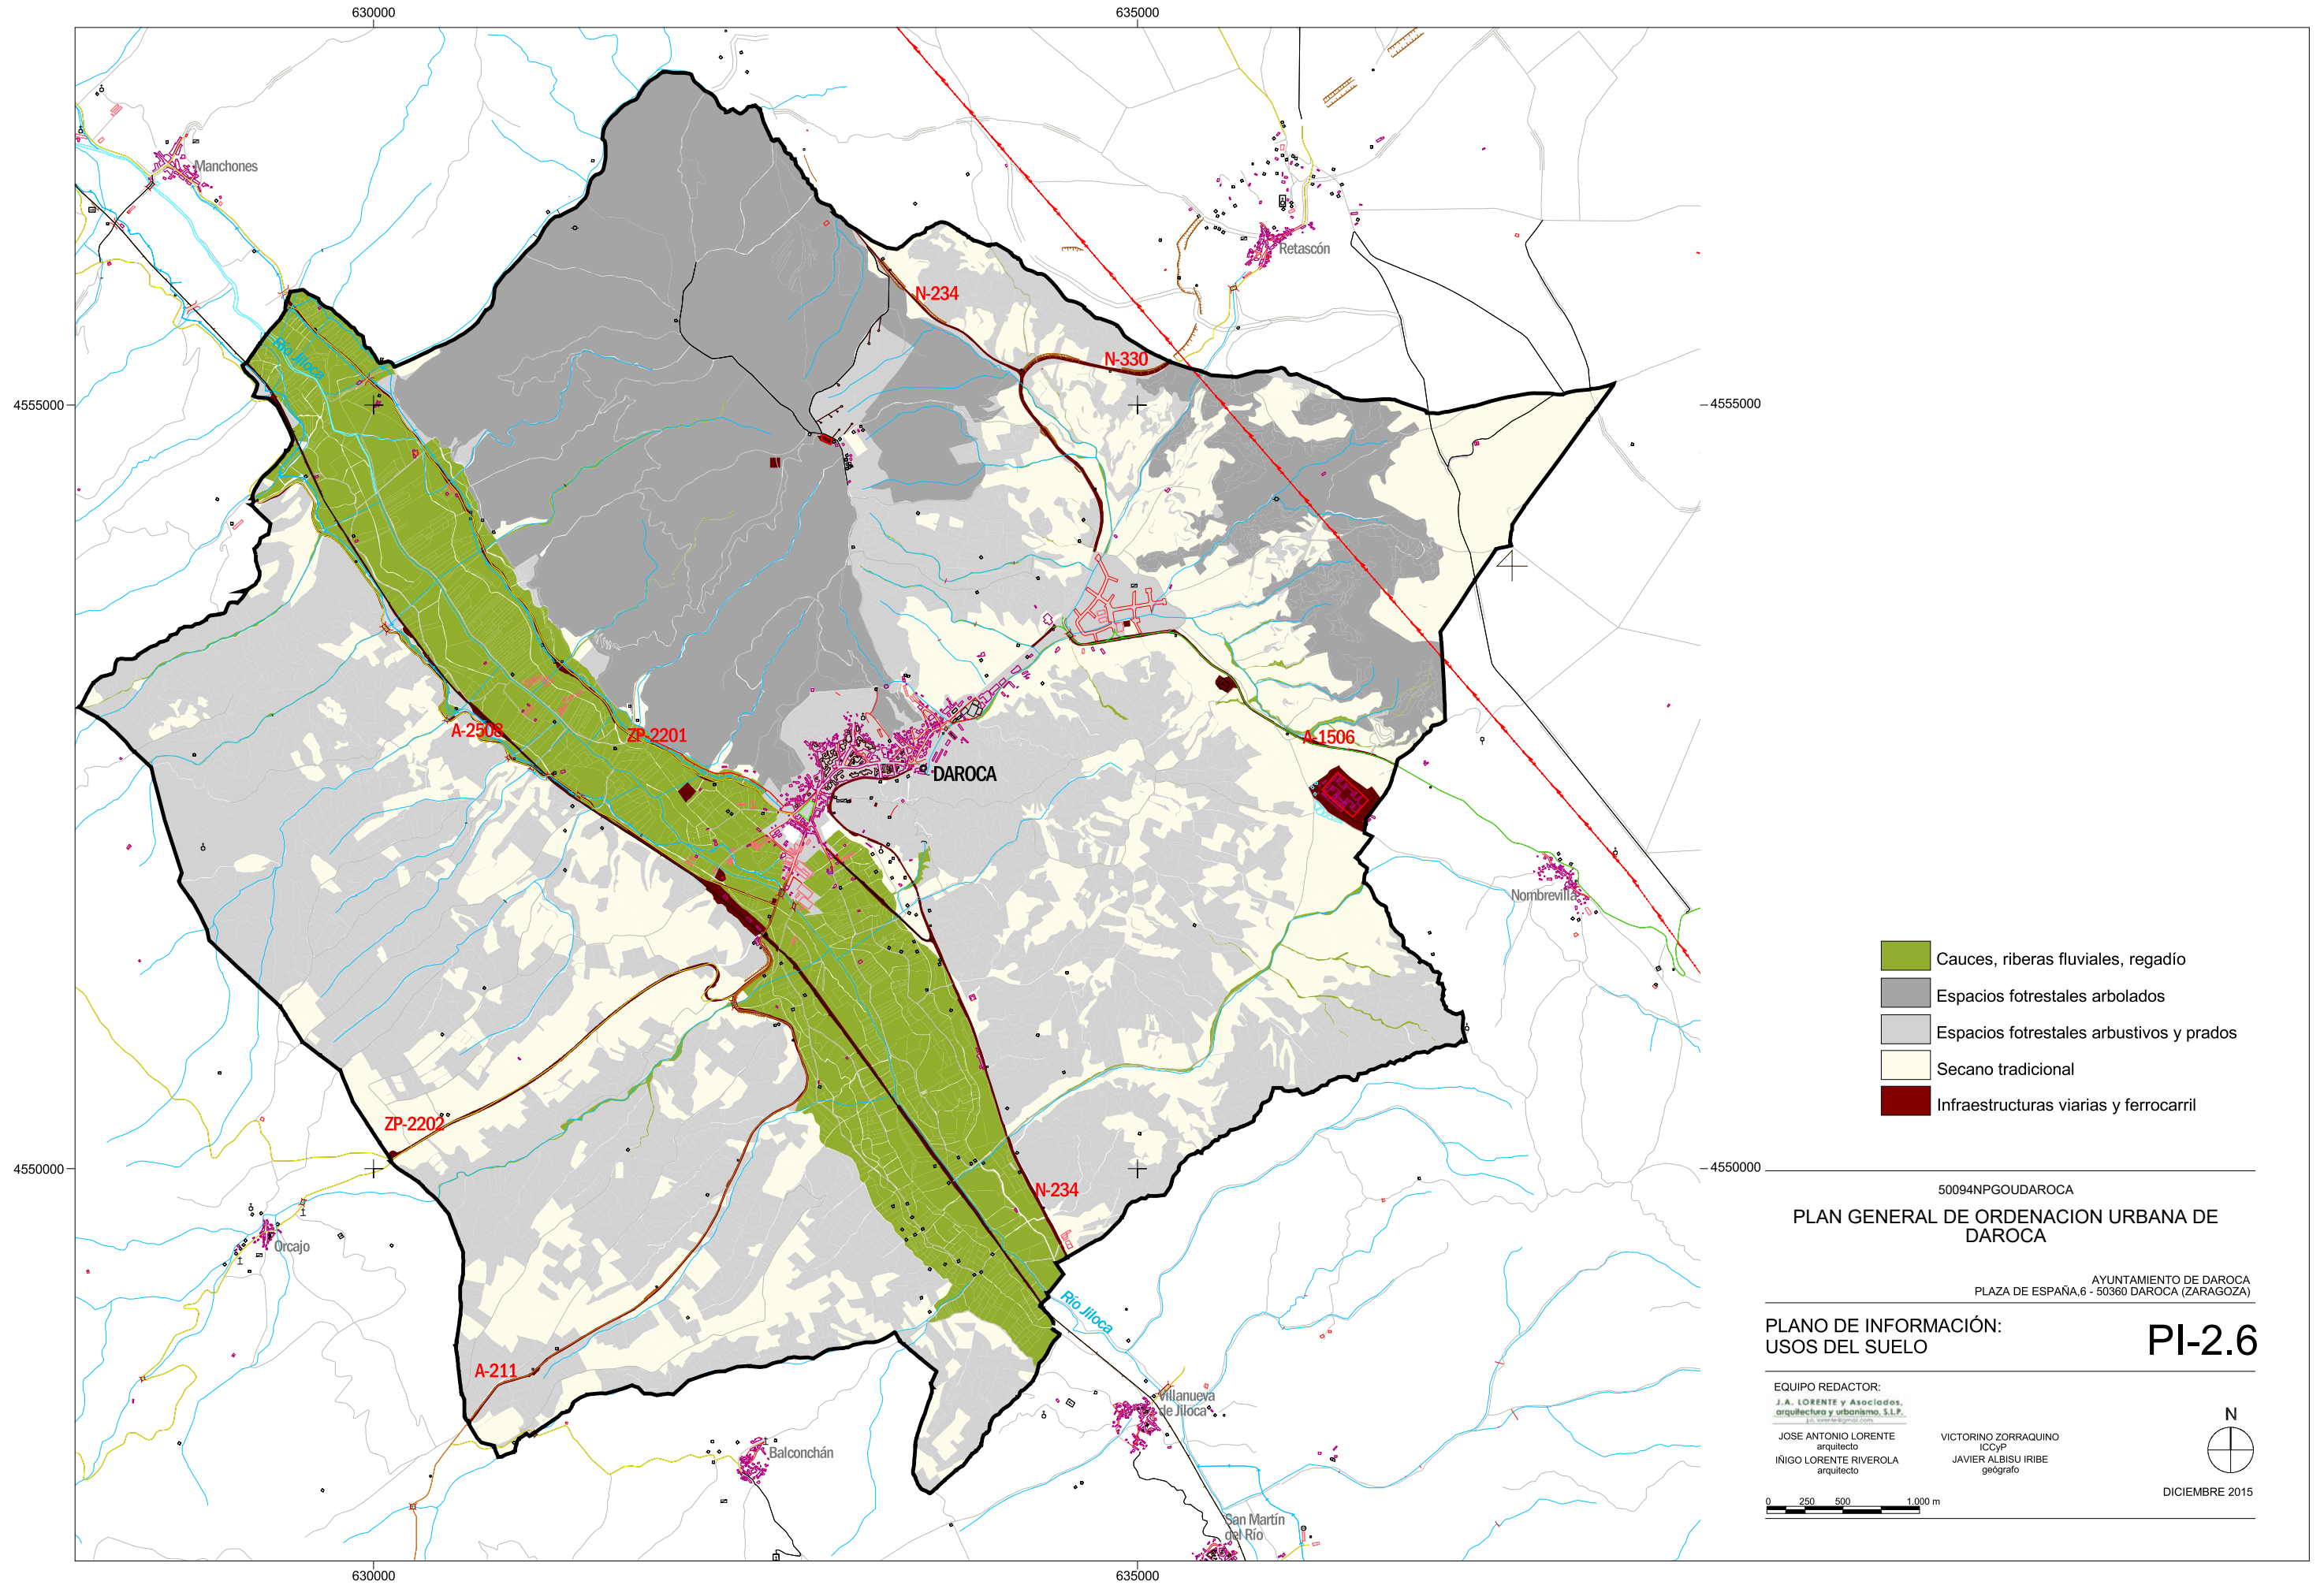 630000
635000
Manchones
Retascón
N-234
Río Jiloca
N-330
4555000
4555000
A-2508
ZP-2201
A-1506
DAROCA
Nombrevilla
Cauces, riberas fluviales, regadío
Espacios fotrestales arbolados
Espacios fotrestales arbustivos y prados
Secano tradicional
Infraestructuras viarias y ferrocarril
ZP-2202
4550000
4550000
N-234
Orcajo
Río Jiloca
A-211
Villanueva
de Jiloca
Balconchán
San Martín
del Río
630000
635000
50094NPGOUDAROCA
PLAN GENERAL DE ORDENACION URBANA DE
DAROCA
AYUNTAMIENTO DE DAROCA
PLAZA DE ESPAÑA,6 - 50360 DAROCA (ZARAGOZA)
PLANO DE INFORMACIÓN:
USOS DEL SUELO
PI-2.6
EQUIPO REDACTOR:
J.A. LORENTE y Asociados,
arquitectura y urbanismo, S.L.P.
JOSE ANTONIO LORENTE
arquitecto
IÑIGO LORENTE RIVEROLA
arquitecto
VICTORINO ZORRAQUINO
ICCyP
JAVIER ALBISU IRIBE
geógrafo
N
DICIEMBRE 2015
0 250 500 1.000 m